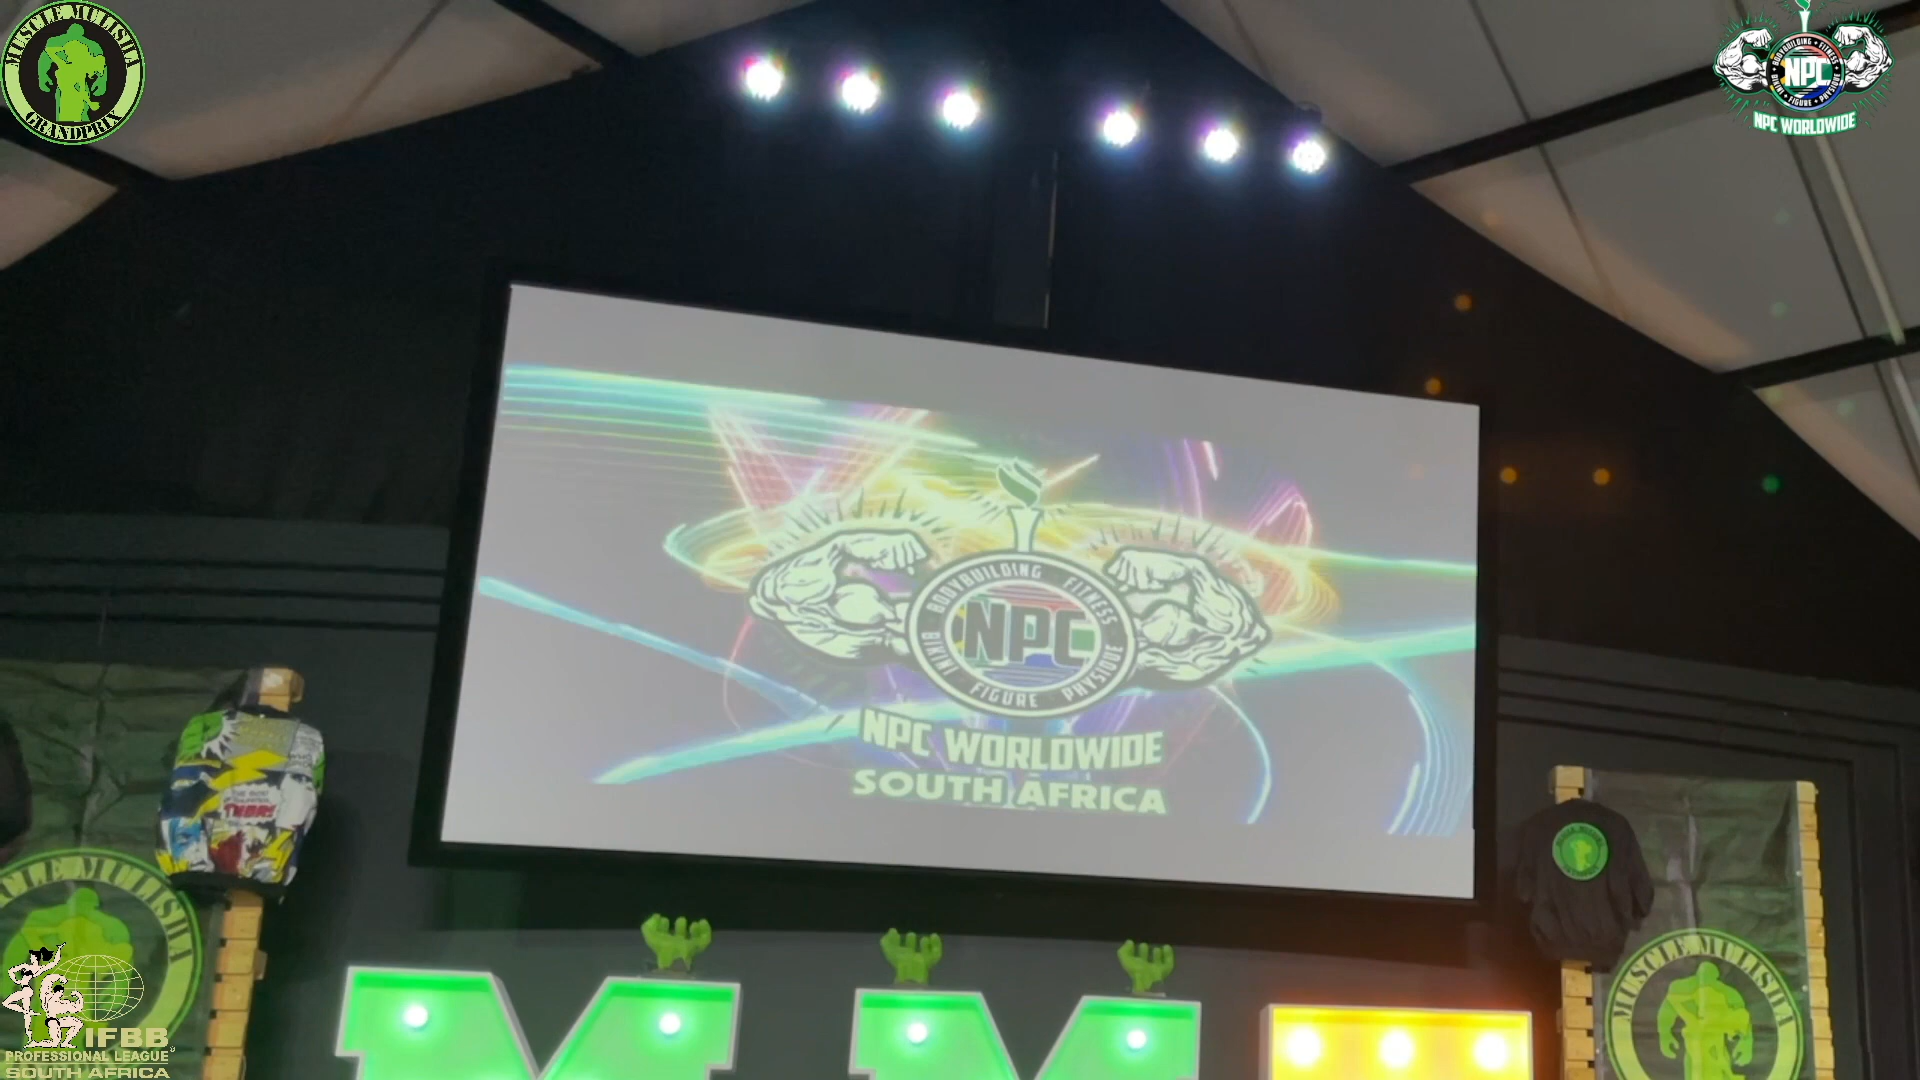 MUSCLE MULISHA
GRANDPRIX
BODYBUILDING • FITNESS
NPC
BIKINI • FIGURE • PHYSIQUE
NPC WORLDWIDE
BODYBUILDING FITNESS
NPC
BIKINI FIGURE PHYSIQUE
NPC WORLDWIDE
SOUTH AFRICA
CLE MULISHA
MUSCLE MULISHA
IFBB
PROFESSIONAL LEAGUE
SOUTH AFRICA
M M